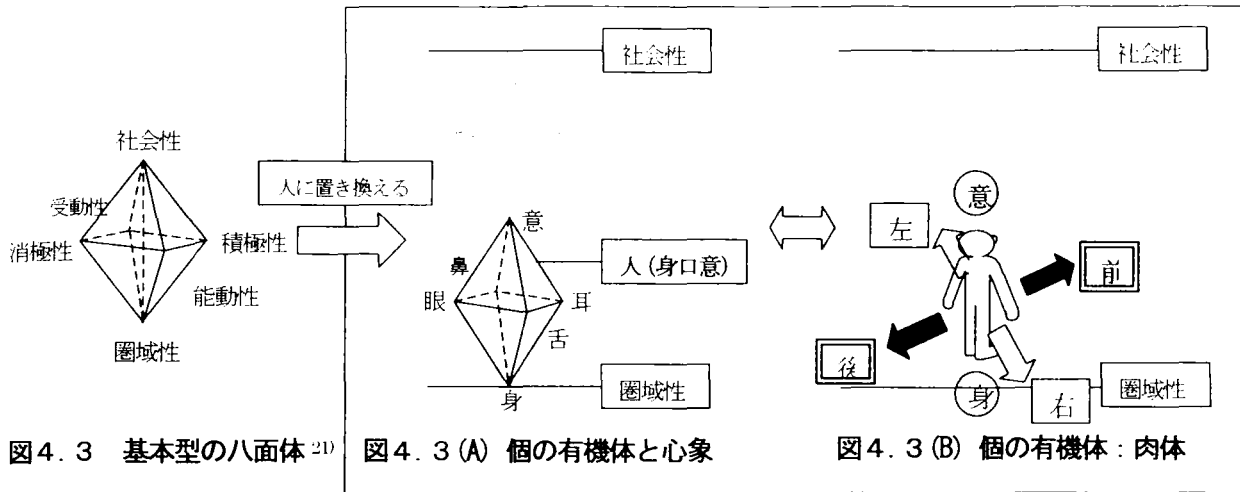 社会性
受動性
消極性
積極性
能動性
圏域性
図4.3 基本型の八面体 21)
人に置き換える
社会性
意
鼻
人(身口意)
眼
耳
舌
圏域性
身
図4.3(A) 個の有機体と心象
社会性
意
左
前
後
身
右
圏域性
図4.3(B) 個の有機体:肉体